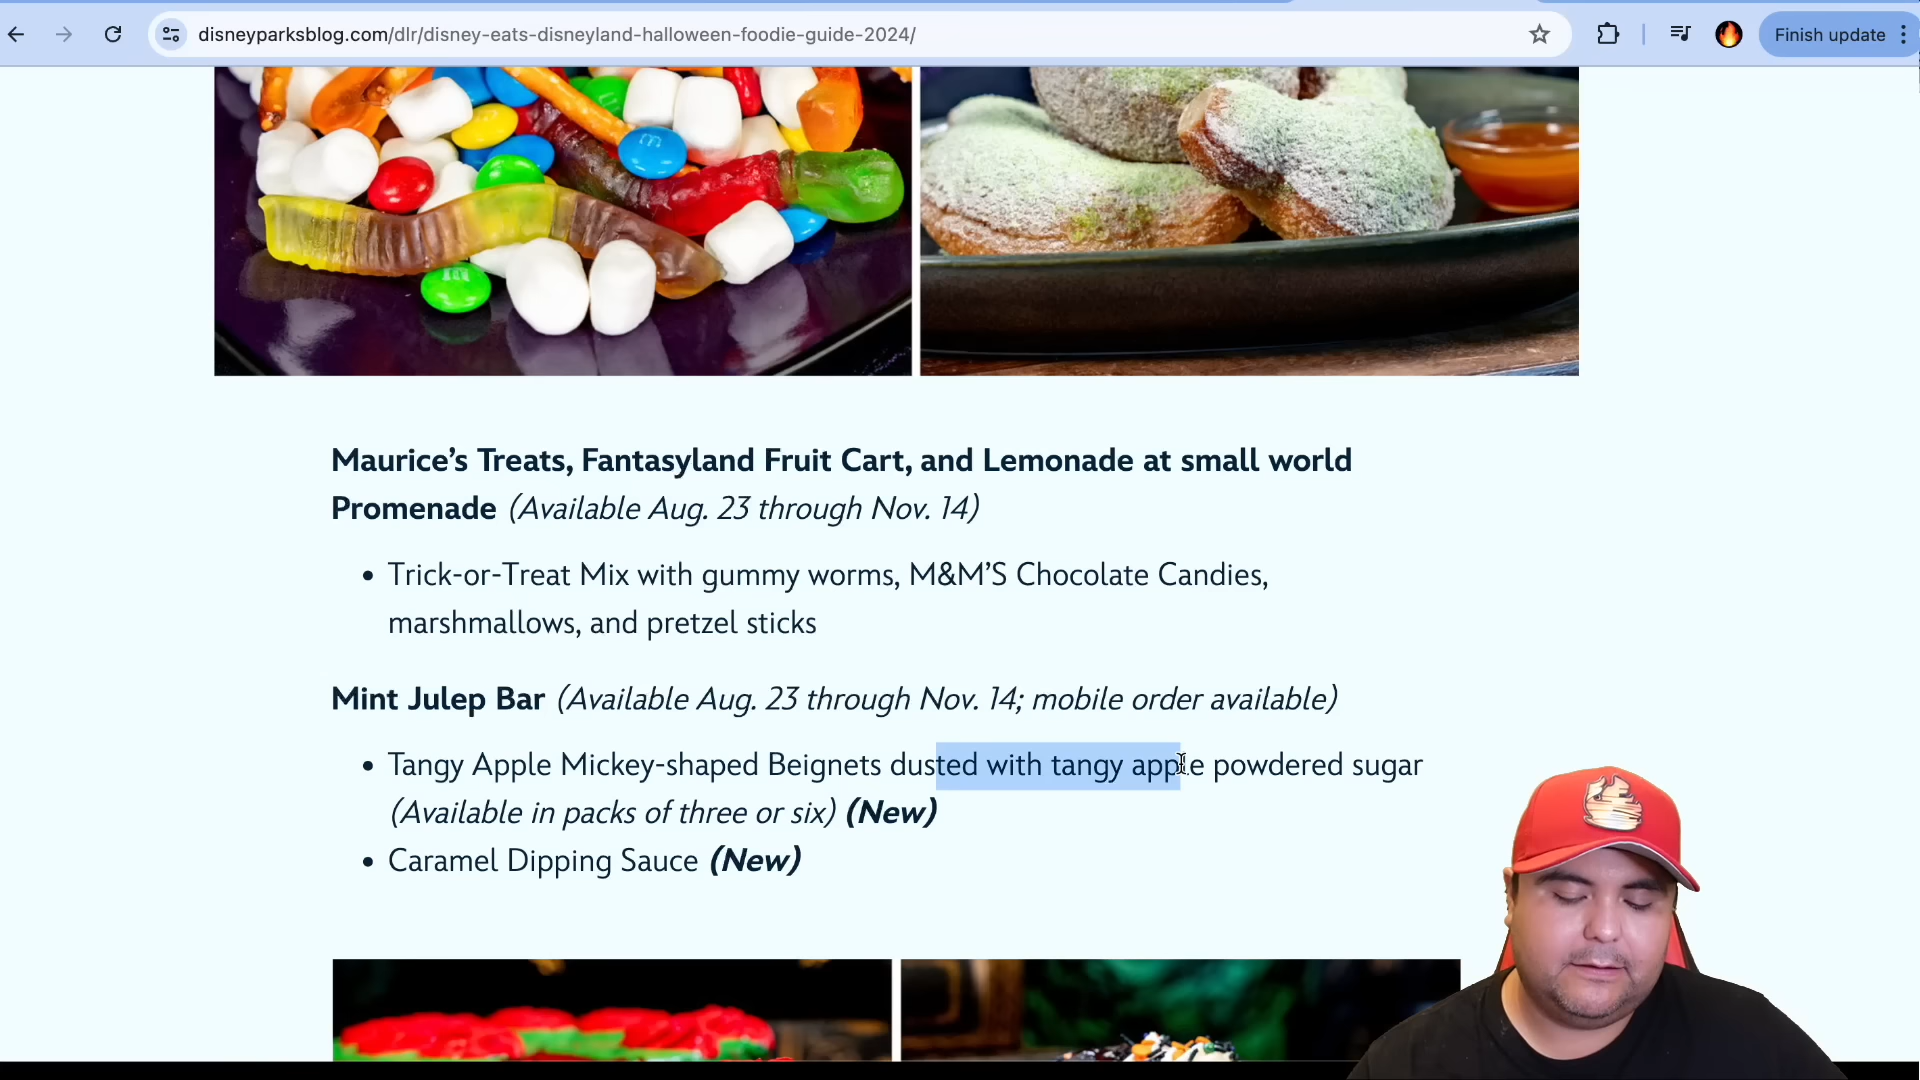 disneyparksblog.com/dlr/disney-eats-disneyland-halloween-foodie-guide-2024/
Finish update
Maurice’s Treats, Fantasyland Fruit Cart, and Lemonade at small world
Promenade (Available Aug. 23 through Nov. 14)
• Trick-or-Treat Mix with gummy worms, M&M’S Chocolate Candies,
marshmallows, and pretzel sticks
Mint Julep Bar (Available Aug. 23 through Nov. 14; mobile order available)
• Tangy Apple Mickey-shaped Beignets dusted with tangy apple powdered sugar
(Available in packs of three or six) (New)
• Caramel Dipping Sauce (New)